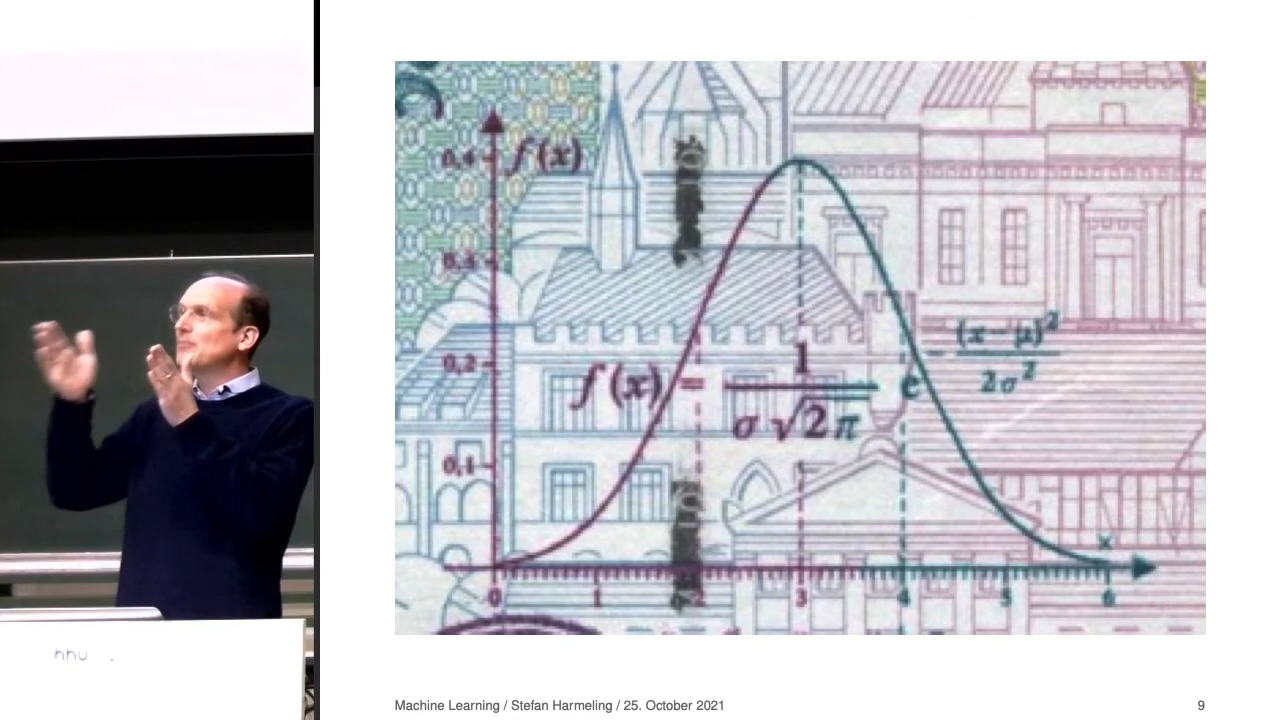 f(x)
0,4
0,3
0,2
0,1
f(x) = 1 / σ √2π e - (x-μ)² / 2σ²
x
0 1 2 3 4 5 6
hhu
Machine Learning / Stefan Harmeling / 25. October 2021
9